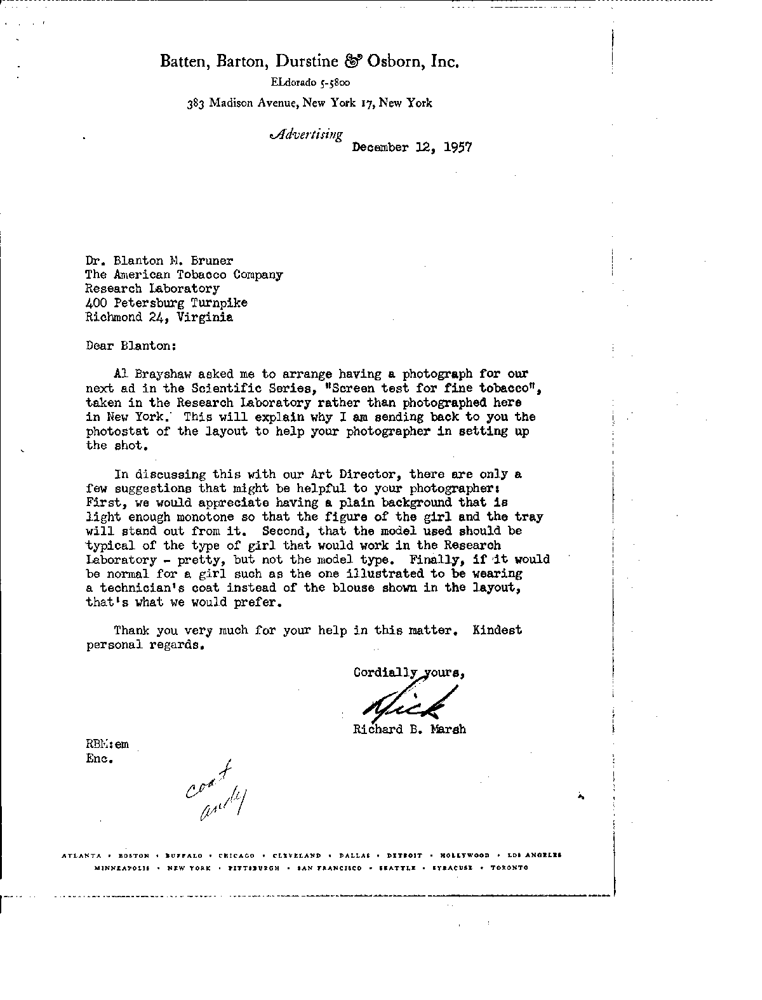 Batten, Barton, Durstine & Osborn, Inc.
ELdorado 5-5800
383 Madison Avenue, New York 17, New York
Advertising
December 12, 1957
Dr. Blanton M. Bruner
The American Tobacco Company
Research Laboratory
400 Petersburg Turnpike
Richmond 24, Virginia
Dear Blanton:
Al Brayshaw asked me to arrange having a photograph for our
next ad in the Scientific Series, "Screen test for fine tobacco",
taken in the Research Laboratory rather than photographed here
in New York. This will explain why I am sending back to you the
photostat of the layout to help your photographer in setting up
the shot.
In discussing this with our Art Director, there are only a
few suggestions that might be helpful to your photographer:
First, we would appreciate having a plain background that is
light enough monotone so that the figure of the girl and the tray
will stand out from it. Second, that the model used should be
typical of the type of girl that would work in the Research
Laboratory - pretty, but not the model type. Finally, if it would
be normal for a girl such as the one illustrated to be wearing
a technician's coat instead of the blouse shown in the layout,
that's what we would prefer.
Thank you very much for your help in this matter. Kindest
personal regards.
Cordially yours,
Dick
Richard B. Marsh
RBM:em
Enc.
coat
andy
ATLANTA • BOSTON • BUFFALO • CHICAGO • CLEVELAND • DALLAS • DETROIT • HOLLYWOOD • LOS ANGELES
MINNEAPOLIS • NEW YORK • PITTSBURGH • SAN FRANCISCO • SEATTLE • SYRACUSE • TORONTO